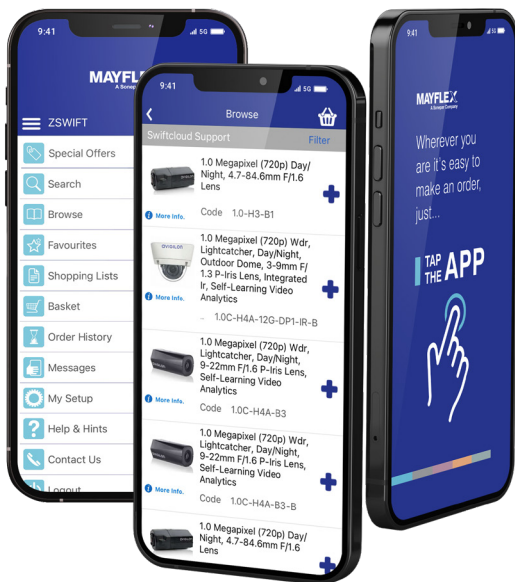 9:41
5G
MAYFL
A Sonepar
ZSWIFT
Special Offers
Search
Browse
Favourites
Shopping Lists
Basket
Order History
Messages
My Setup
Help & Hints
Contact Us
Logout
9:41
5G
Browse
Swiftcloud Support
Filter
1.0 Megapixel (720p) Day/
Night, 4.7-84.6mm F/1.6
Lens
More Info.
Code 1.0-H3-B1
AVIGILON
1.0 Megapixel (720p) Wdr,
Lightcatcher, Day/Night,
Outdoor Dome, 3-9mm F/
1.3 P-Iris Lens, Integrated
Ir, Self-Learning Video
Analytics
More Info.
.. 1.0C-H4A-12G-DP1-IR-B
1.0 Megapixel (720p) Wdr,
Lightcatcher, Day/Night,
9-22mm F/1.6 P-Iris Lens,
Self-Learning Video
Analytics
More Info.
Code 1.0C-H4A-B3
1.0 Megapixel (720p) Wdr,
Lightcatcher, Day/Night,
9-22mm F/1.6 P-Iris Lens,
Self-Learning Video
Analytics
More Info.
Code 1.0C-H4A-B3-B
1.0 Megapixel (720p) Day/
Night, 4.7-84.6mm F/1.6
Lens
9:41
5G
MAYFLEX
A Sonepar Company
Wherever you
are it's easy to
make an order,
just...
TAP
THE APP